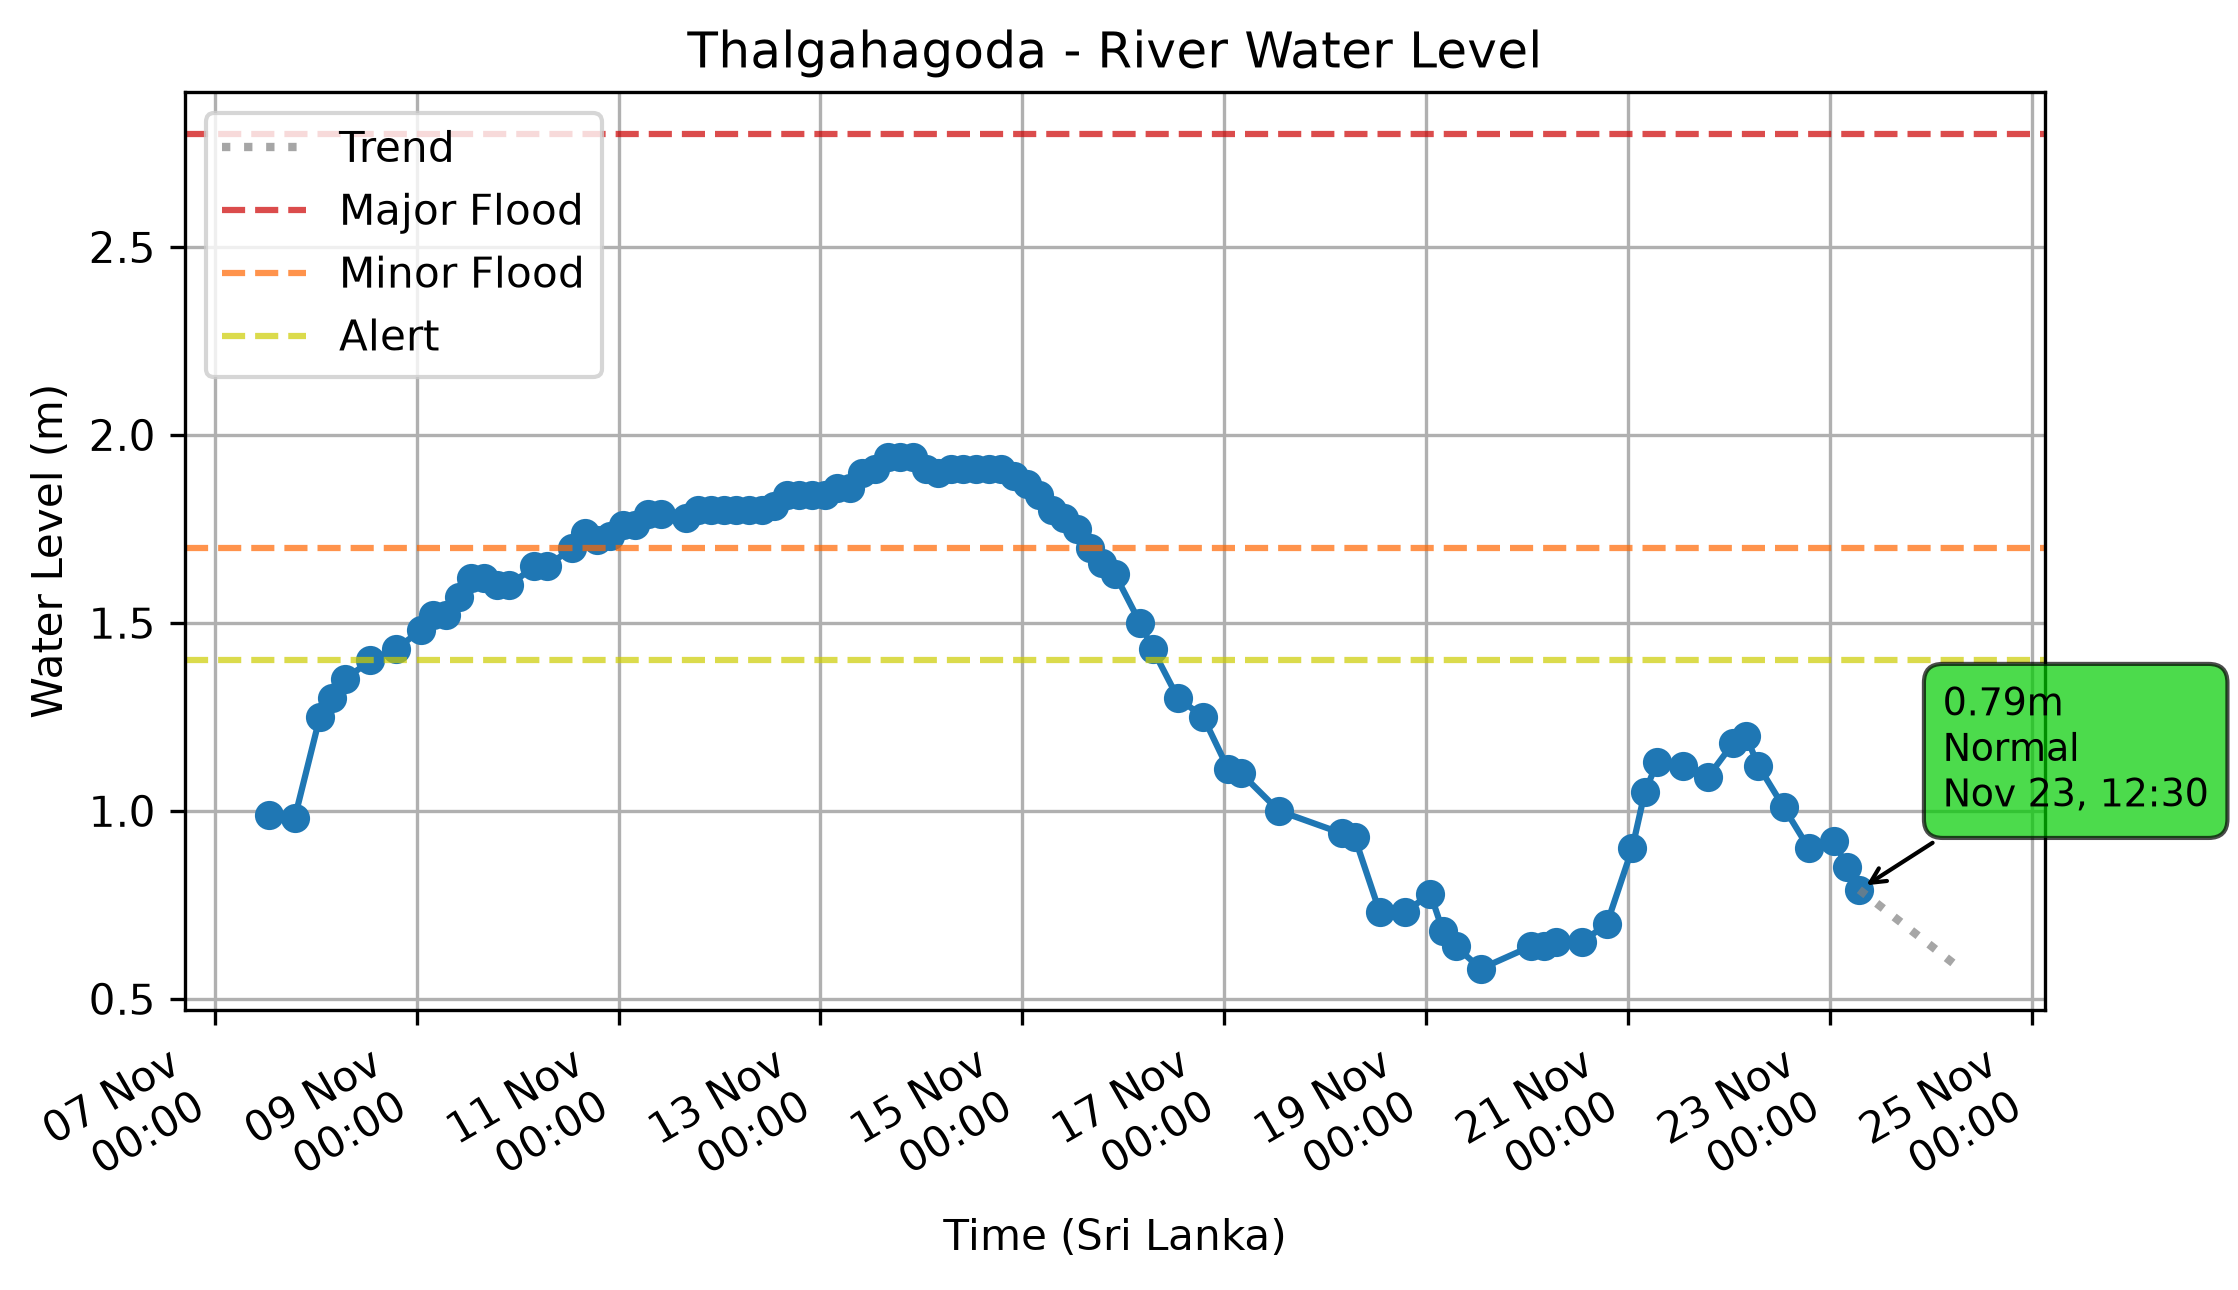 Thalgahagoda - River Water Level
Trend
Major Flood
Minor Flood
Alert
Water Level (m)
2.5
2.0
1.5
1.0
0.5
0.79m
Normal
Nov 23, 12:30
07 Nov
00:00
09 Nov
00:00
11 Nov
00:00
13 Nov
00:00
15 Nov
00:00
17 Nov
00:00
19 Nov
00:00
21 Nov
00:00
23 Nov
00:00
25 Nov
00:00
Time (Sri Lanka)